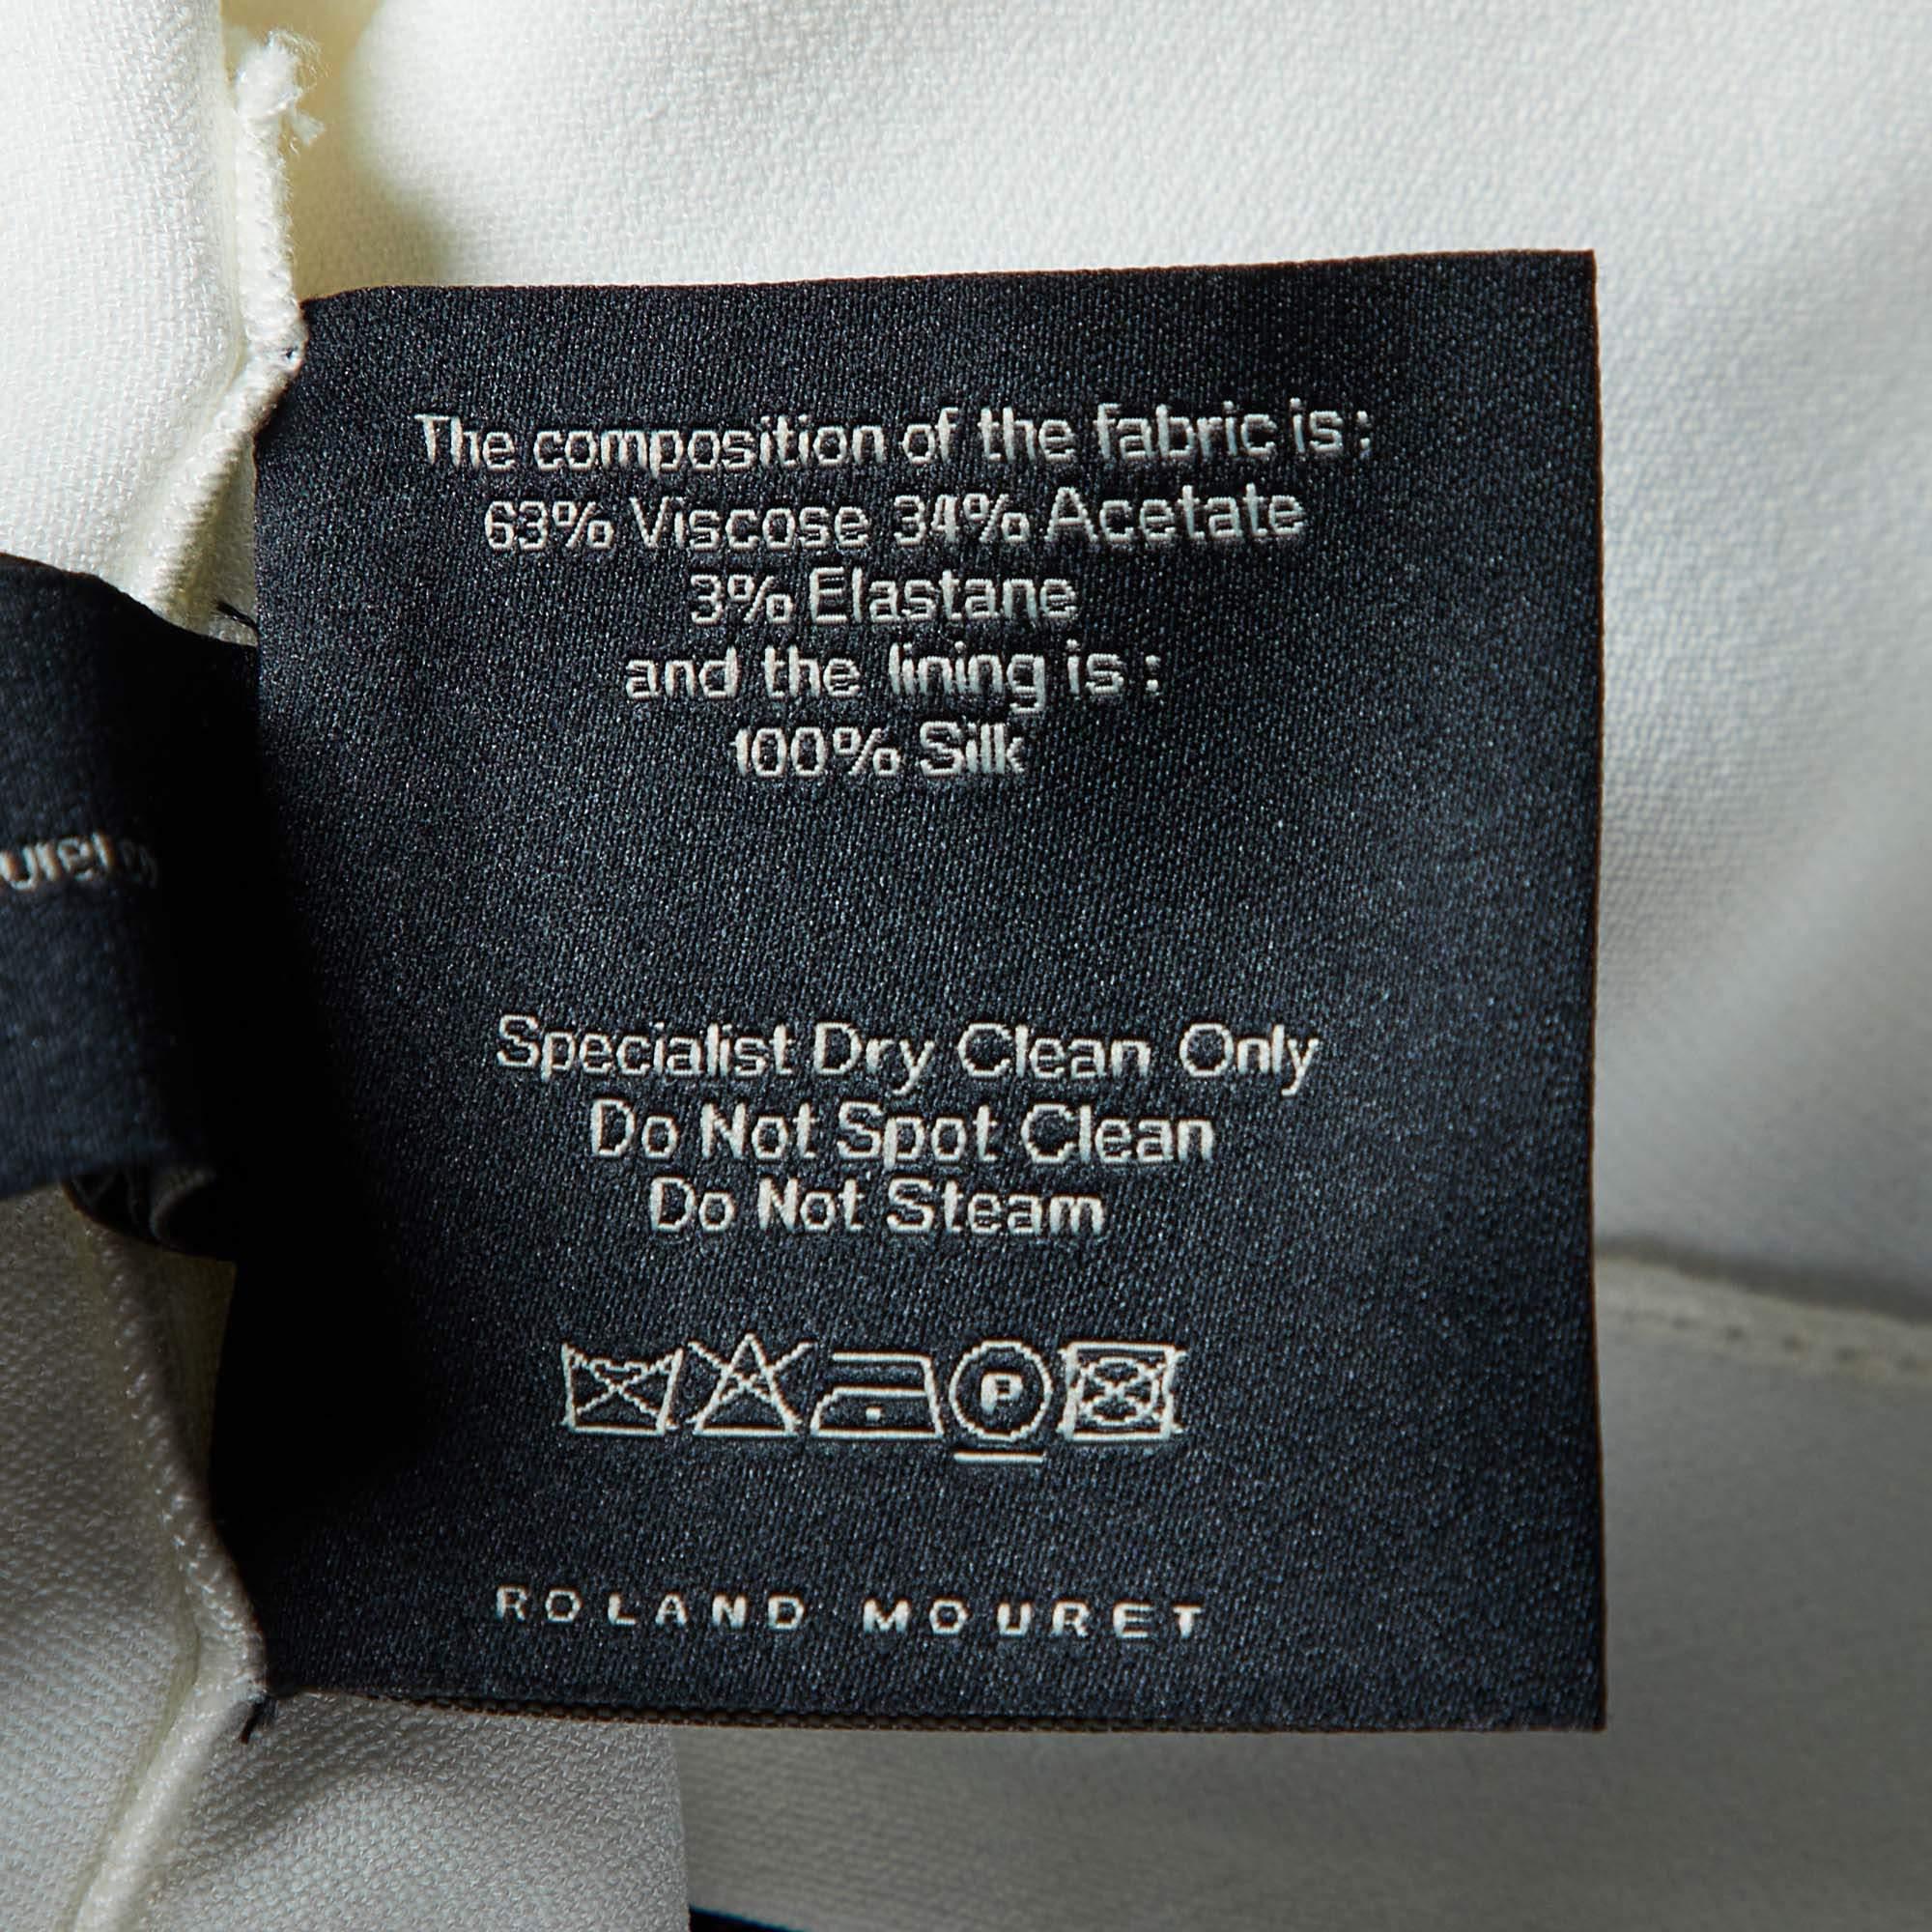 The composition of the fabric is:
63% Viscose 34% Acetate
3% Elastane
and the lining is:
100% Silk
Specialist Dry Clean Only
Do Not Spot Clean
Do Not Steam
P
ROLAND MOURET